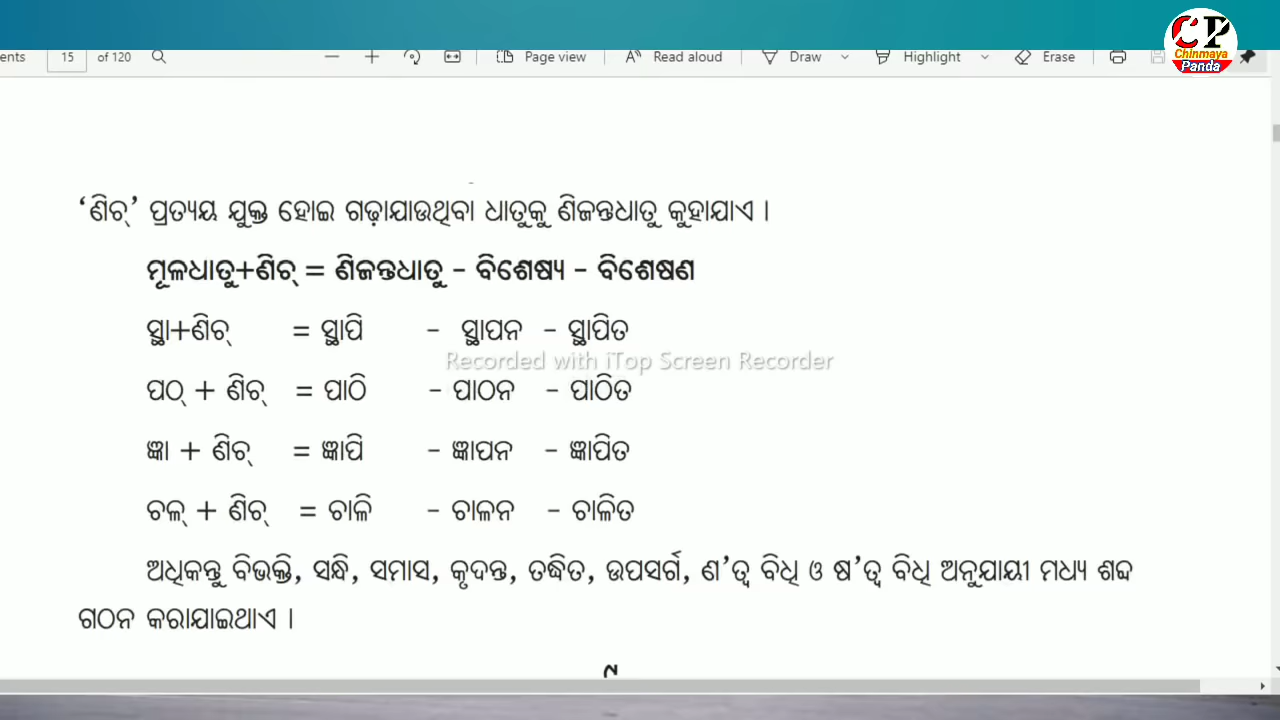 CP
Chinmaya
Panda
ents 15 of 120 Page view Read aloud Draw Highlight Erase
‘ଣିଚ୍’ ପ୍ରତ୍ୟୟ ଯୁକ୍ତ ହୋଇ ଗଢ଼ାଯାଉଥିବା ଧାତୁକୁ ଣିଜନ୍ତଧାତୁ କୁହାଯାଏ ।
ମୂଳଧାତୁ+ଣିଚ୍ = ଣିଜନ୍ତଧାତୁ – ବିଶେଷ୍ୟ – ବିଶେଷଣ
ସ୍ଥା+ଣିଚ୍ = ସ୍ଥାପି – ସ୍ଥାପନ – ସ୍ଥାପିତ
Recorded with iTop Screen Recorder
ପଠ୍ + ଣିଚ୍ = ପାଠି – ପାଠନ – ପାଠିତ
ଜ୍ଞା + ଣିଚ୍ = ଜ୍ଞାପି – ଜ୍ଞାପନ – ଜ୍ଞାପିତ
ଚଳ୍ + ଣିଚ୍ = ଚାଳି – ଚାଳନ – ଚାଳିତ
ଅଧିକନ୍ତୁ ବିଭକ୍ତି, ସନ୍ଧି, ସମାସ, କୃଦନ୍ତ, ତଦ୍ଧିତ, ଉପସର୍ଗ, ଣ’ତ୍ୱ ବିଧି ଓ ଷ’ତ୍ୱ ବିଧି ଅନୁଯାୟୀ ମଧ୍ୟ ଶବ୍ଦ
ଗଠନ କରାଯାଇଥାଏ ।